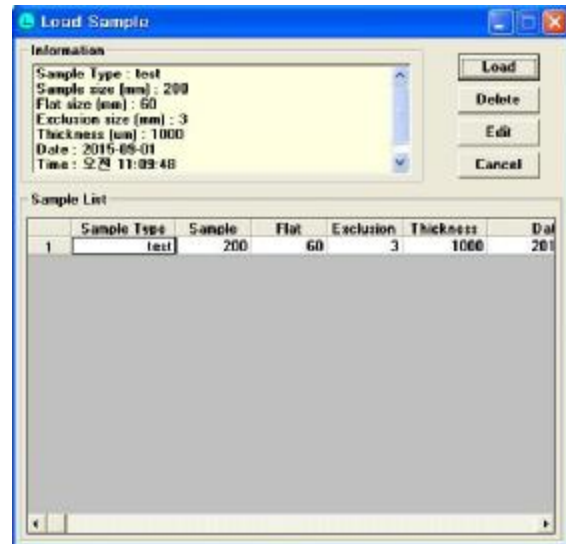 Load Sample
Information
Sample Type : test
Sample size (mm) : 200
Flat size (mm) : 60
Exclusion size (mm) : 3
Thickness (um) : 1000
Date : 2015-09-01
Time : 오전 11:09:48
Load
Delete
Edit
Cancel
Sample List
Sample Type Sample Flat Exclusion Thickness Dat
1 test 200 60 3 1000 201